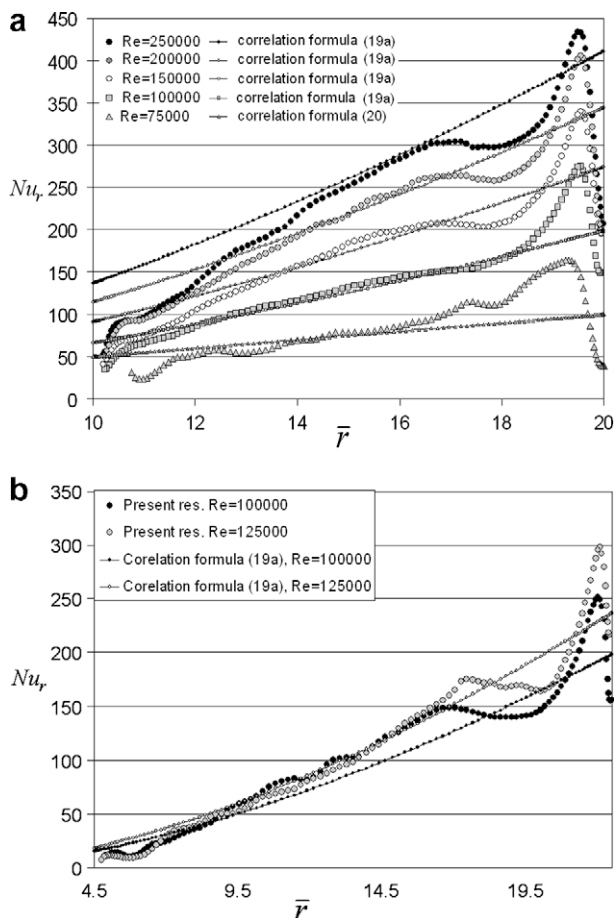 a
450
400
350
300
250
200
150
100
50
0
Nu_r
Re=250000 correlation formula (19a)
Re=200000 correlation formula (19a)
Re=150000 correlation formula (19a)
Re=100000 correlation formula (19a)
Re=75000 correlation formula (20)
10 12 14 16 18 20
r̅
b
350
300
250
200
150
100
50
0
Nu_r
Present res. Re=100000
Present res. Re=125000
Corelation formula (19a), Re=100000
Corelation formula (19a), Re=125000
4.5 9.5 14.5 19.5
r̅